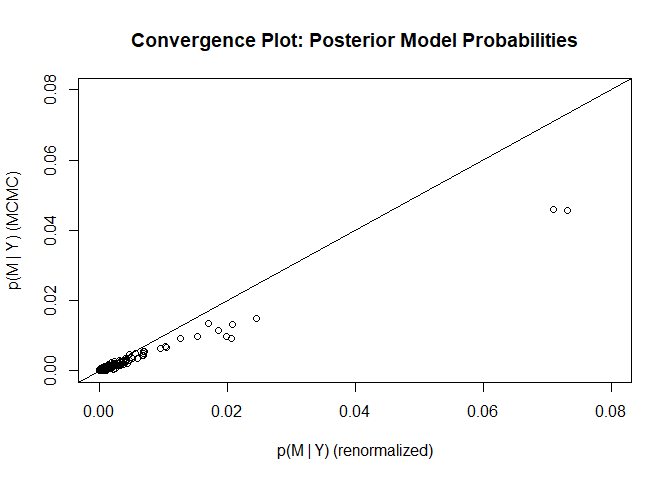 Convergence Plot: Posterior Model Probabilities
p(M | Y) (MCMC)
0.08
0.06
0.04
0.02
0.00
0.00 0.02 0.04 0.06 0.08
p(M | Y) (renormalized)